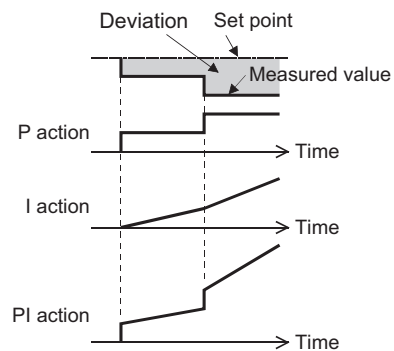 Deviation
Set point
Measured value
P action
Time
I action
Time
PI action
Time